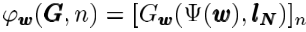 φ_𝒘(𝑮, n) = [G_𝒘(Ψ(𝒘), 𝒍_𝑵)]_n